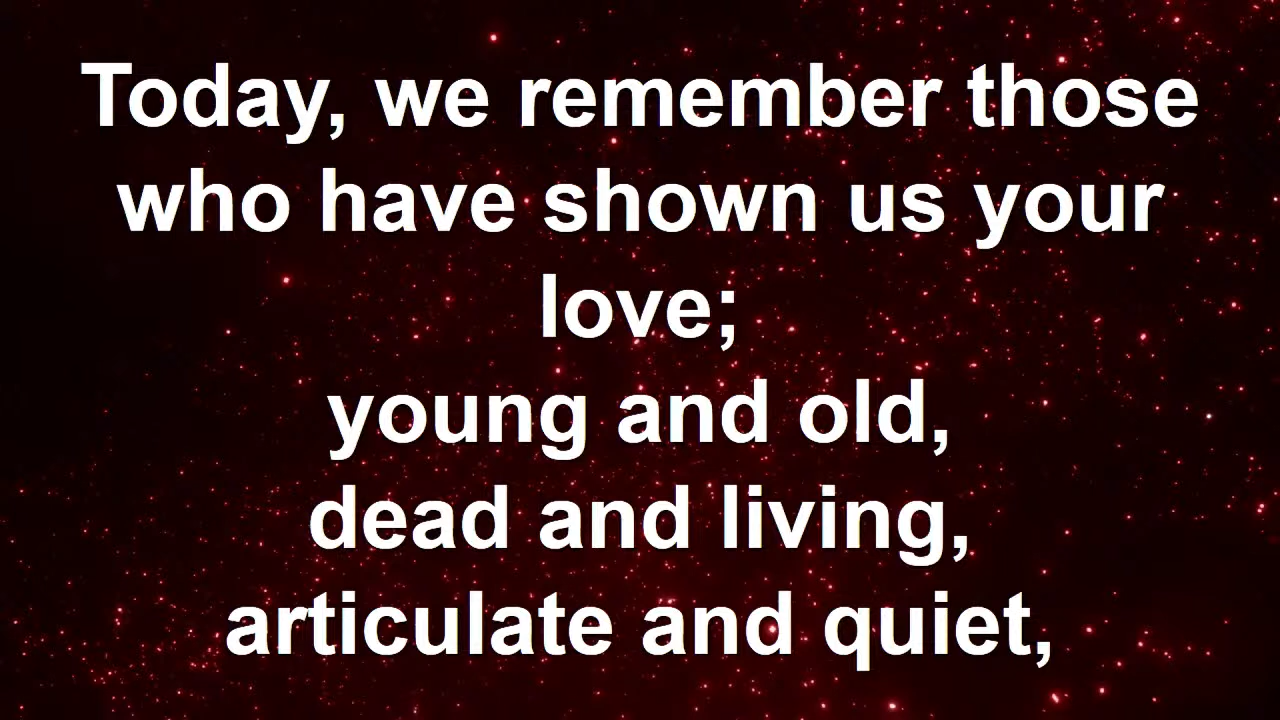 Today, we remember those
who have shown us your
love;
young and old,
dead and living,
articulate and quiet,